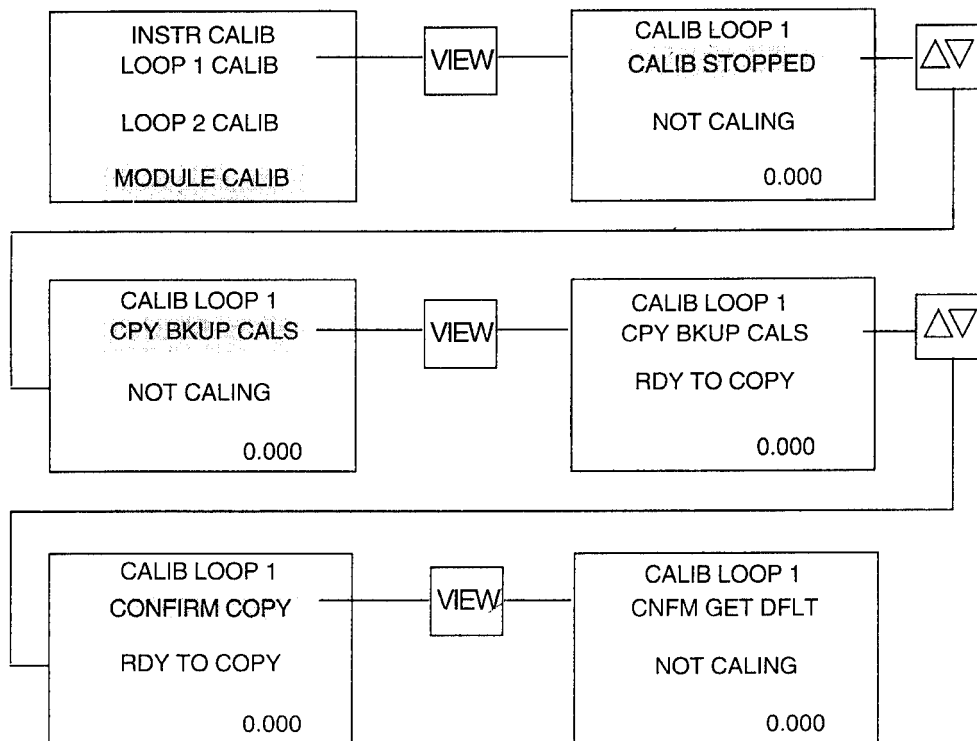 INSTR CALIB
LOOP 1 CALIB
LOOP 2 CALIB
MODULE CALIB
VIEW
CALIB LOOP 1
CALIB STOPPED
NOT CALING
0.000
CALIB LOOP 1
CPY BKUP CALS
NOT CALING
0.000
VIEW
CALIB LOOP 1
CPY BKUP CALS
RDY TO COPY
0.000
CALIB LOOP 1
CONFIRM COPY
RDY TO COPY
0.000
VIEW
CALIB LOOP 1
CNFM GET DFLT
NOT CALING
0.000